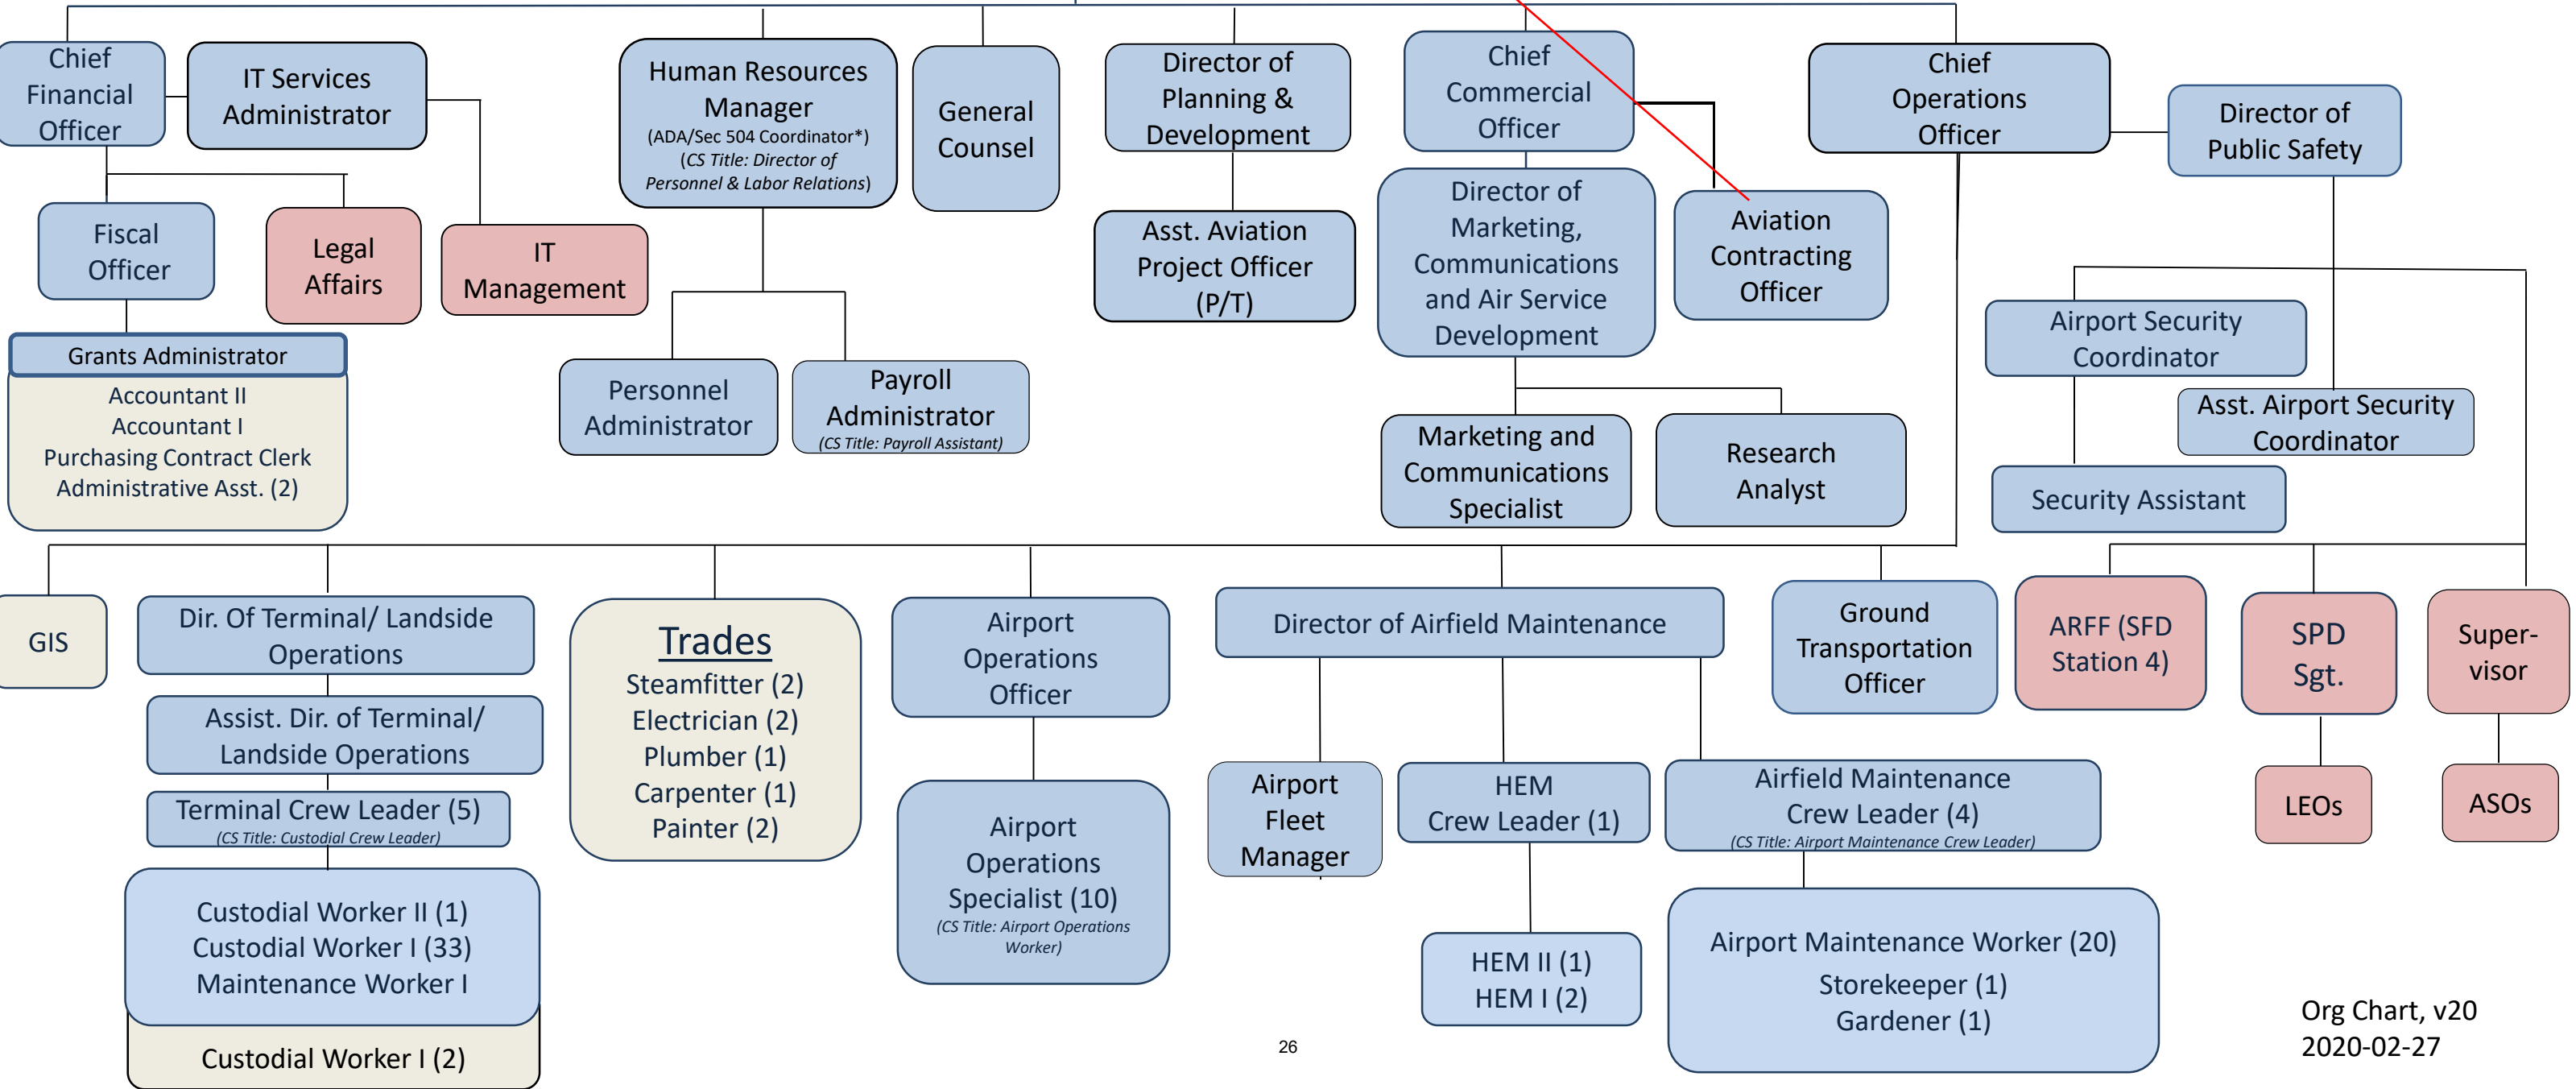 Chief
Financial
Officer
IT Services
Administrator
Human Resources
Manager
(ADA/Sec 504 Coordinator*)
(CS Title: Director of
Personnel & Labor Relations)
General
Counsel
Director of
Planning &
Development
Chief
Commercial
Officer
Chief
Operations
Officer
Director of
Public Safety
Fiscal
Officer
Legal
Affairs
IT
Management
Asst. Aviation
Project Officer
(P/T)
Director of
Marketing,
Communications
and Air Service
Development
Aviation
Contracting
Officer
Airport Security
Coordinator
Asst. Airport Security
Coordinator
Security Assistant
Grants Administrator
Accountant II
Accountant I
Purchasing Contract Clerk
Administrative Asst. (2)
Personnel
Administrator
Payroll
Administrator
(CS Title: Payroll Assistant)
Marketing and
Communications
Specialist
Research
Analyst
GIS
Dir. Of Terminal/ Landside
Operations
Assist. Dir. of Terminal/
Landside Operations
Terminal Crew Leader (5)
(CS Title: Custodial Crew Leader)
Custodial Worker II (1)
Custodial Worker I (33)
Maintenance Worker I
Custodial Worker I (2)
Trades
Steamfitter (2)
Electrician (2)
Plumber (1)
Carpenter (1)
Painter (2)
Airport
Operations
Officer
Airport
Operations
Specialist (10)
(CS Title: Airport Operations
Worker)
Director of Airfield Maintenance
Airport
Fleet
Manager
HEM
Crew Leader (1)
HEM II (1)
HEM I (2)
Airfield Maintenance
Crew Leader (4)
(CS Title: Airport Maintenance Crew Leader)
Airport Maintenance Worker (20)
Storekeeper (1)
Gardener (1)
Ground
Transportation
Officer
ARFF (SFD
Station 4)
SPD
Sgt.
Super-
visor
LEOs
ASOs
26
Org Chart, v20
2020-02-27